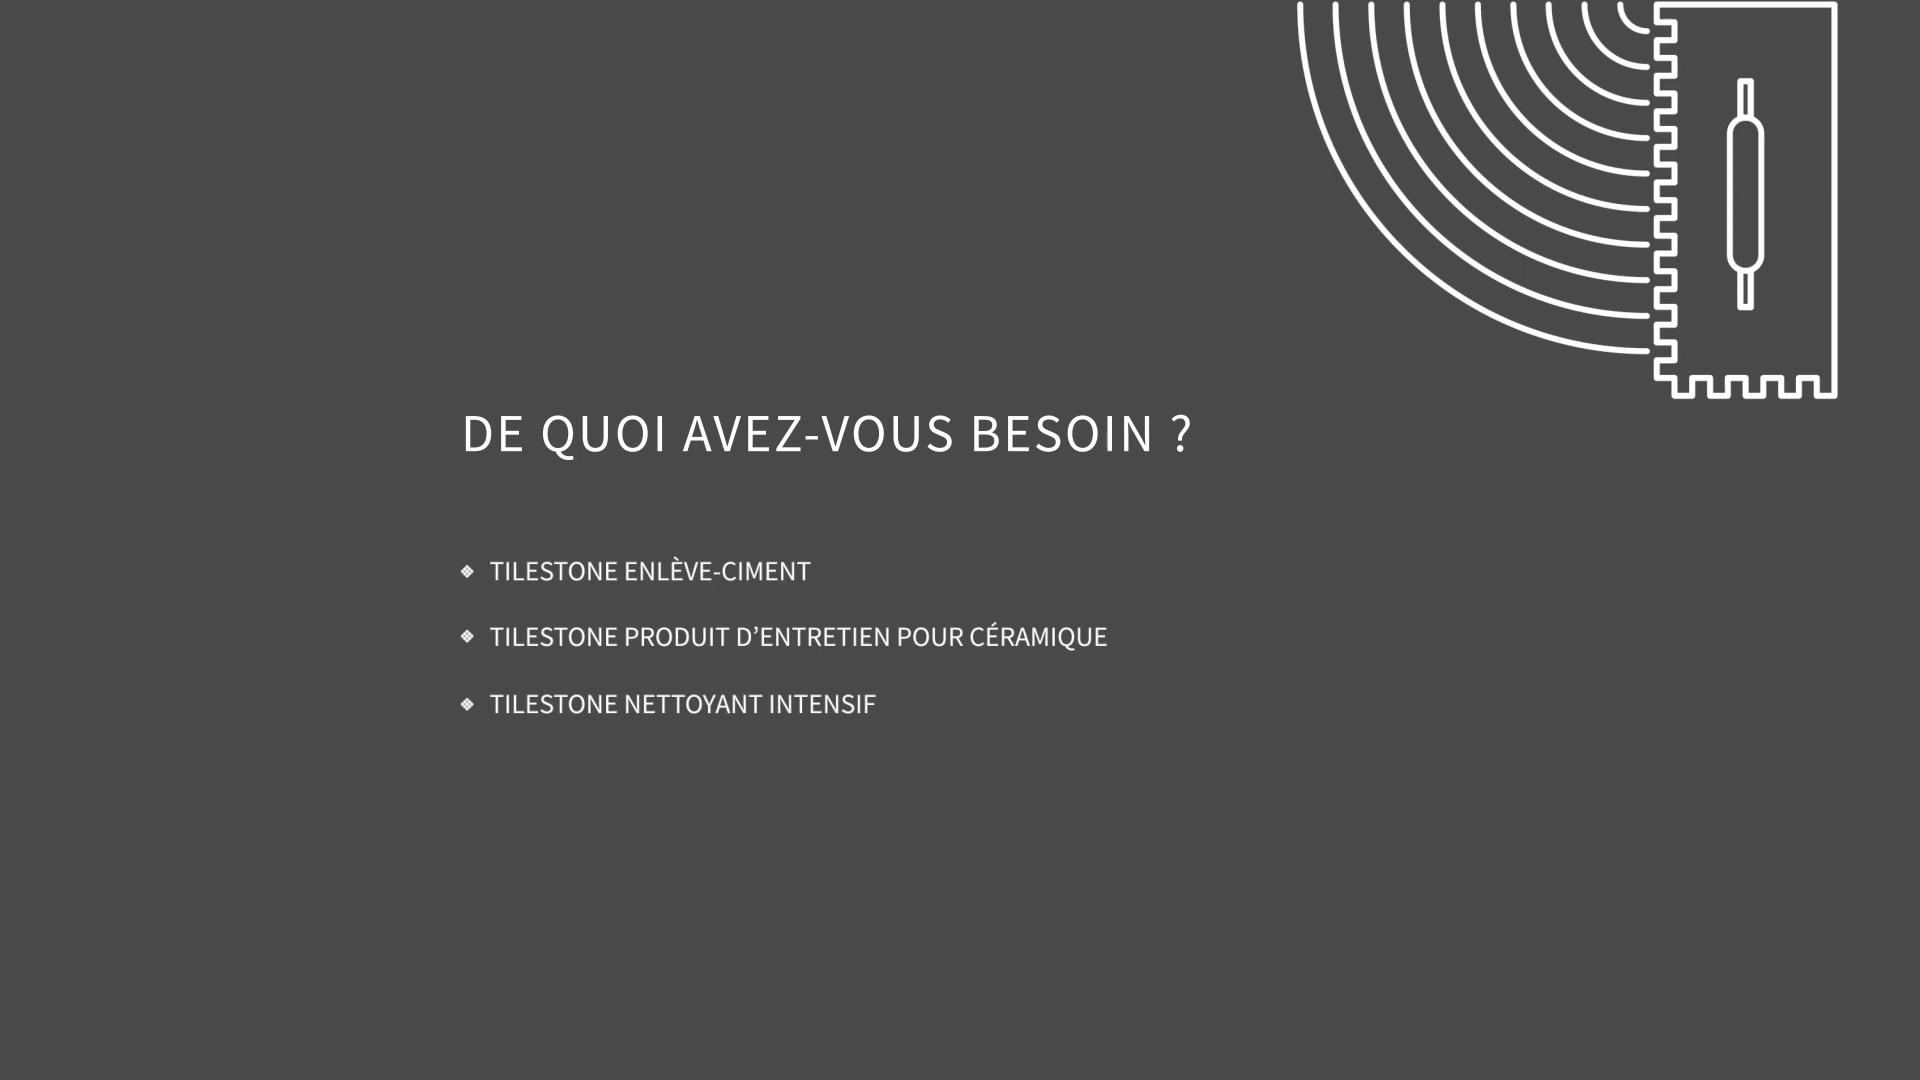 DE QUOI AVEZ-VOUS BESOIN ?
❖ TILESTONE ENLÈVE-CIMENT
❖ TILESTONE PRODUIT D’ENTRETIEN POUR CÉRAMIQUE
❖ TILESTONE NETTOYANT INTENSIF